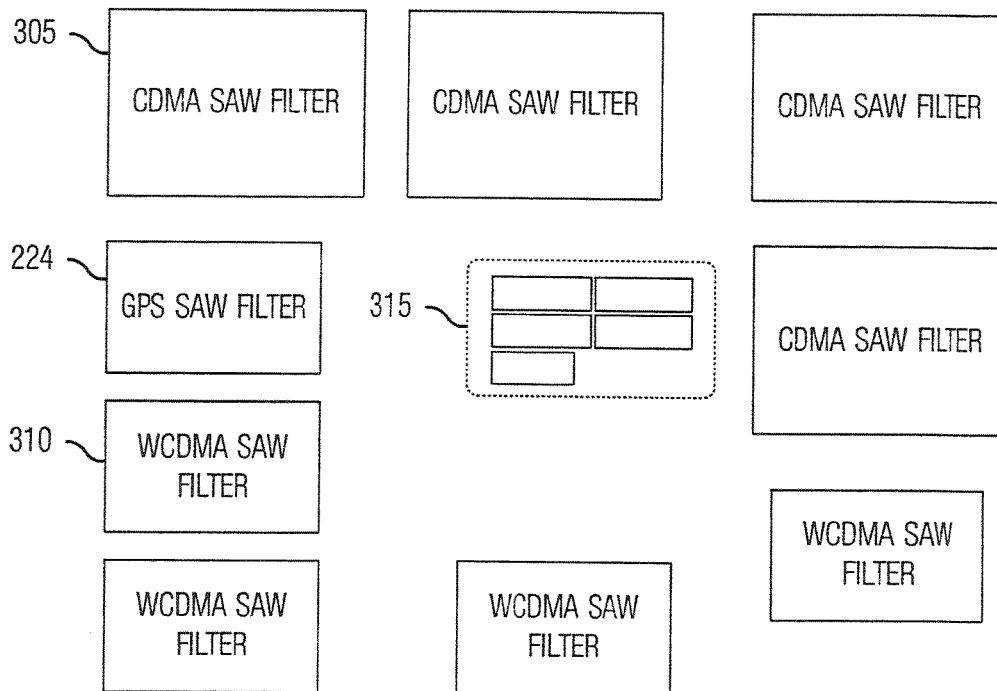 305
CDMA SAW FILTER
CDMA SAW FILTER
CDMA SAW FILTER
224
GPS SAW FILTER
315
CDMA SAW FILTER
310
WCDMA SAW
FILTER
WCDMA SAW
FILTER
WCDMA SAW
FILTER
WCDMA SAW
FILTER